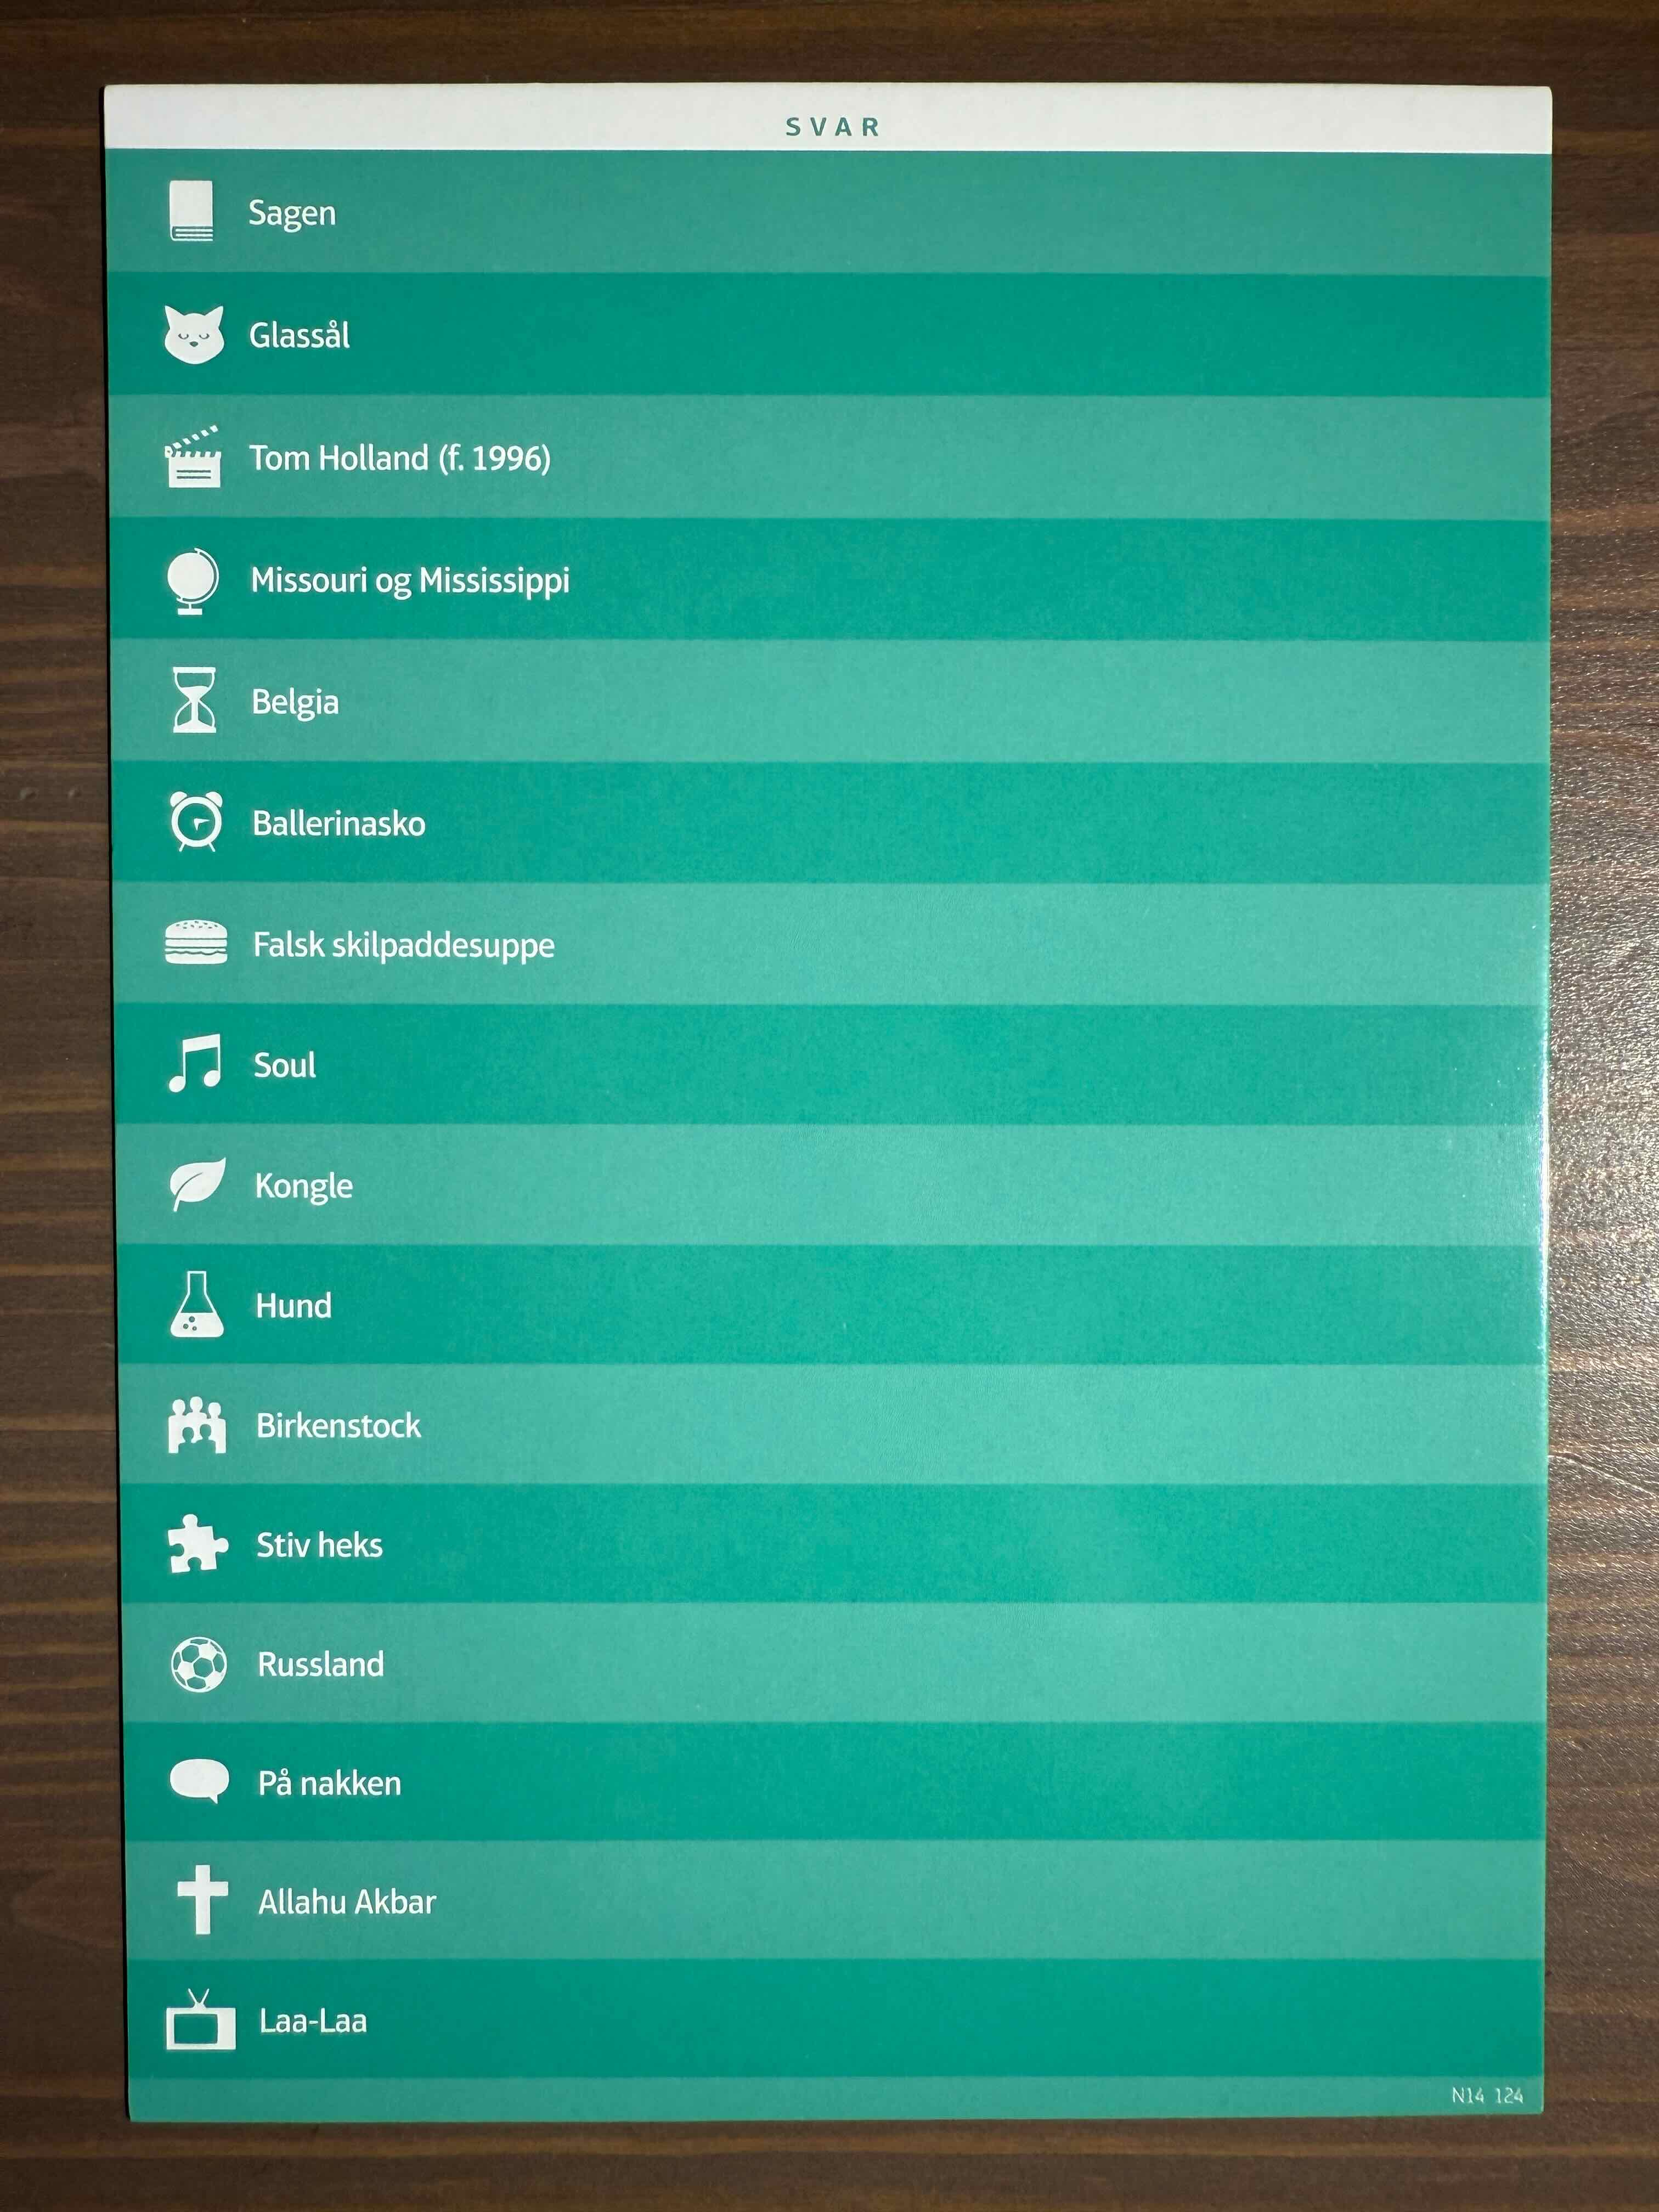 SVAR
Sagen
Glassål
Tom Holland (f. 1996)
Missouri og Mississippi
Belgia
Ballerinasko
Falsk skilpaddesuppe
Soul
Kongle
Hund
Birkenstock
Stiv heks
Russland
På nakken
Allahu Akbar
Laa-Laa
N14 124